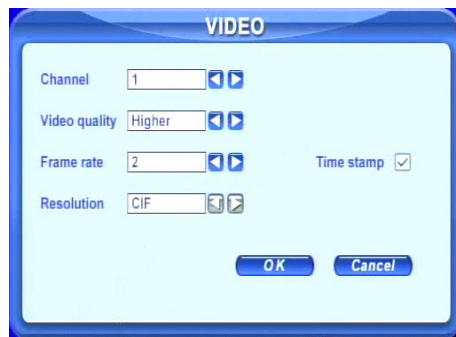 VIDEO
Channel 1
Video quality Higher
Frame rate 2 Time stamp
Resolution CIF
OK Cancel